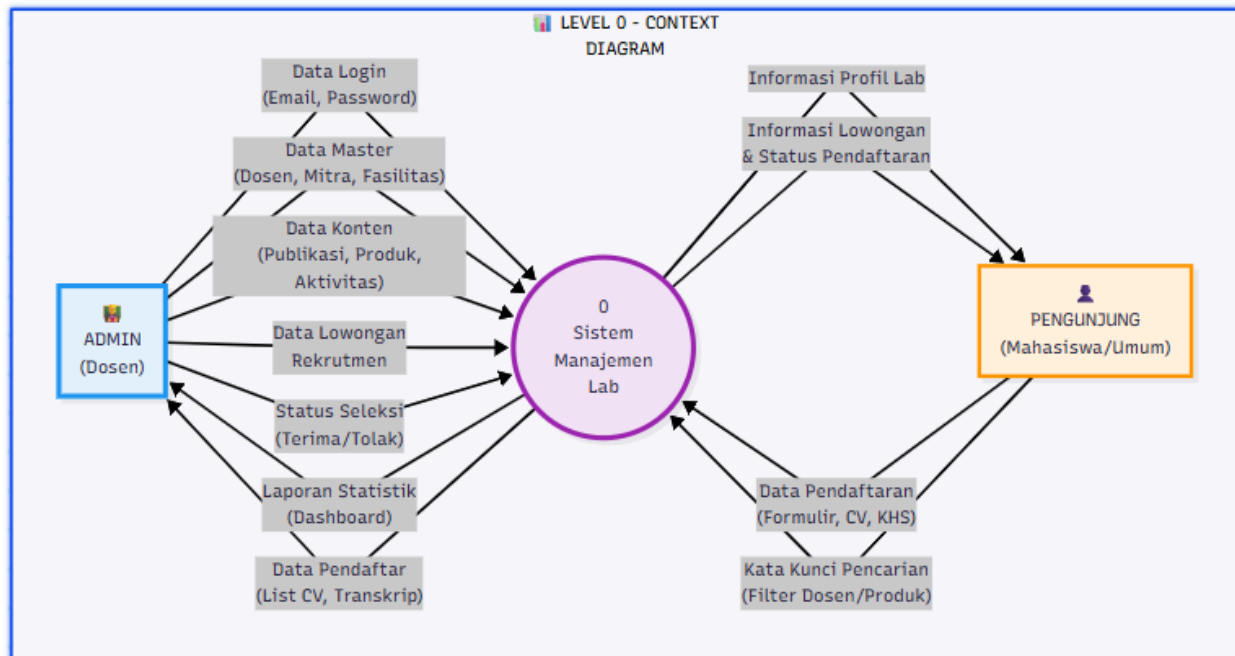 LEVEL 0 - CONTEXT
DIAGRAM
Data Login
(Email, Password)
Data Master
(Dosen, Mitra, Fasilitas)
Data Konten
(Publikasi, Produk,
Aktivitas)
ADMIN
(Dosen)
Data Lowongan
Rekrutmen
Status Seleksi
(Terima/Tolak)
Laporan Statistik
(Dashboard)
Data Pendaftar
(List CV, Transkrip)
0
Sistem
Manajemen
Lab
Informasi Profil Lab
Informasi Lowongan
& Status Pendaftaran
PENGUNJUNG
(Mahasiswa/Umum)
Data Pendaftaran
(Formulir, CV, KHS)
Kata Kunci Pencarian
(Filter Dosen/Produk)